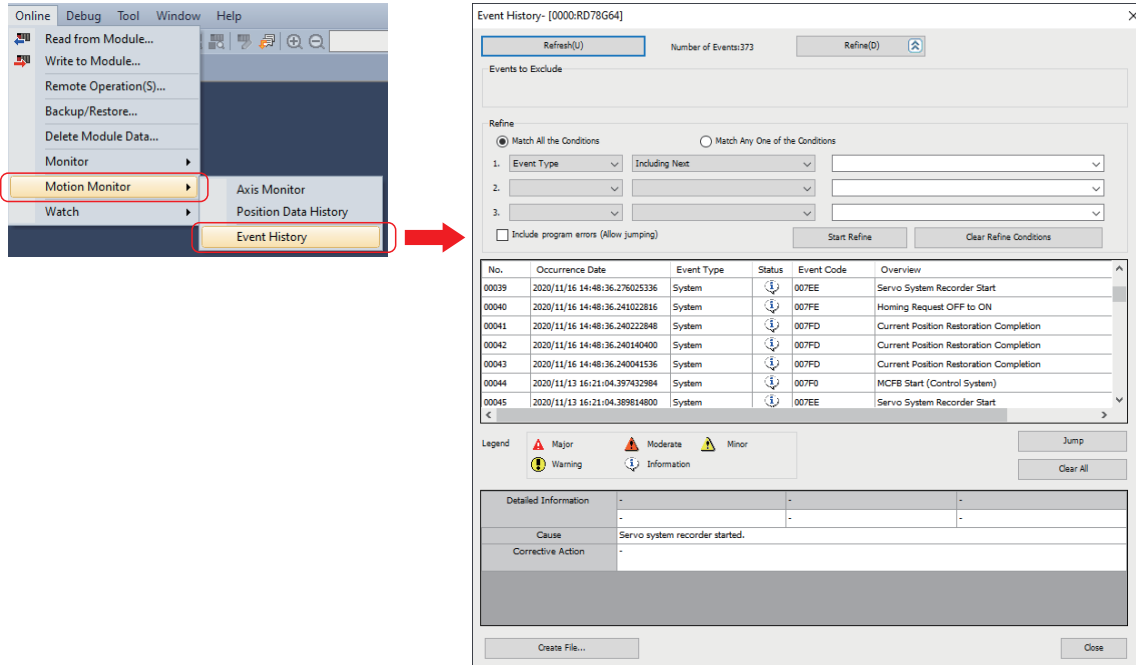 Online Debug Tool Window Help
Read from Module...
Write to Module...
Remote Operation(S)...
Backup/Restore...
Delete Module Data...
Monitor
Motion Monitor
Watch
Axis Monitor
Position Data History
Event History
Event History- [0000:RD78G64]
Refresh(U) Number of Events:373 Refine(D)
Events to Exclude
Refine
Match All the Conditions Match Any One of the Conditions
1. Event Type Including Next
2.
3.
Include program errors (Allow jumping) Start Refine Clear Refine Conditions
No. Occurrence Date Event Type Status Event Code Overview
00039 2020/11/16 14:48:36.276025336 System 007EE Servo System Recorder Start
00040 2020/11/16 14:48:36.241022816 System 007FE Homing Request OFF to ON
00041 2020/11/16 14:48:36.240222848 System 007FD Current Position Restoration Completion
00042 2020/11/16 14:48:36.240140400 System 007FD Current Position Restoration Completion
00043 2020/11/16 14:48:36.240041536 System 007FD Current Position Restoration Completion
00044 2020/11/13 16:21:04.397432984 System 007F0 MCFB Start (Control System)
00045 2020/11/13 16:21:04.389814800 System 007EE Servo System Recorder Start
Legend Major Moderate Minor
Warning Information
Jump
Clear All
Detailed Information - - -
- - -
Cause Servo system recorder started.
Corrective Action -
Create File... Close